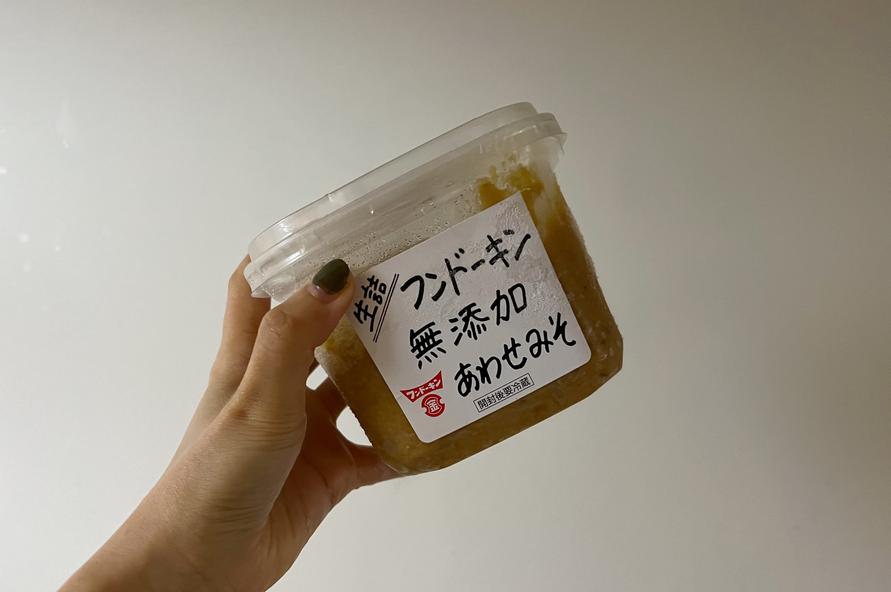 生詰
フンドーキン
無添加
あわせみそ
フンドーキン
金
開封後要冷蔵